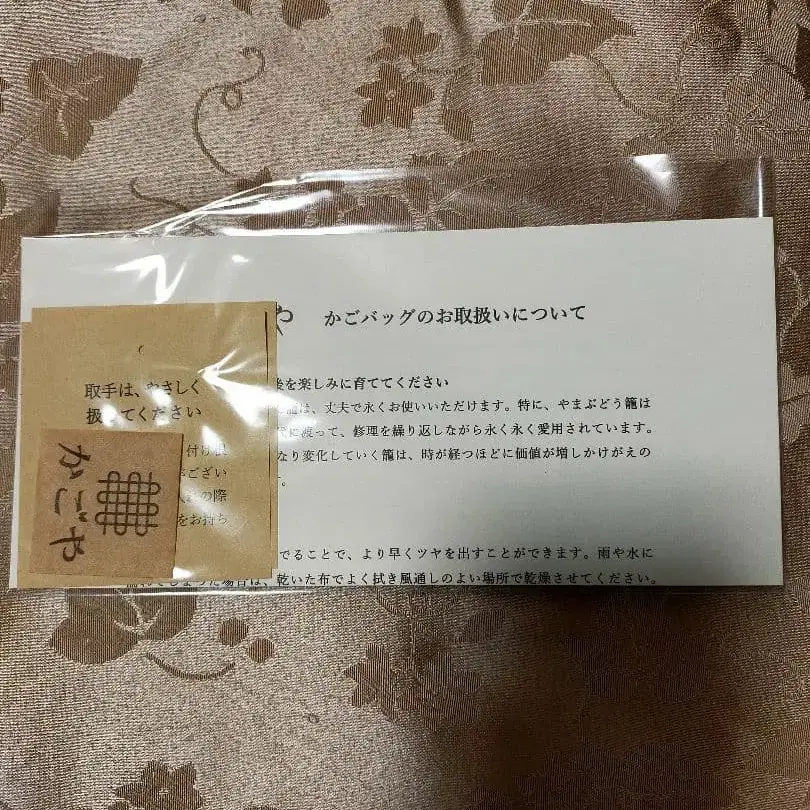 や かごバッグのお取扱いについて
を楽しみに育ててください
籠は、丈夫で永くお使いいただけます。特に、やまぶどう籠は
に渡って、修理を繰り返しながら永く永く愛用されています。
なり変化していく籠は、時が経つほどに価値が増しかけがえの
す。
でることで、より早くツヤを出すことができます。雨や水に
場合は、乾いた布でよく拭き風通しのよい場所で乾燥させてください。
取手は、やさしく
扱ってください
付け根
ござい
の際
をお持ち
かごや